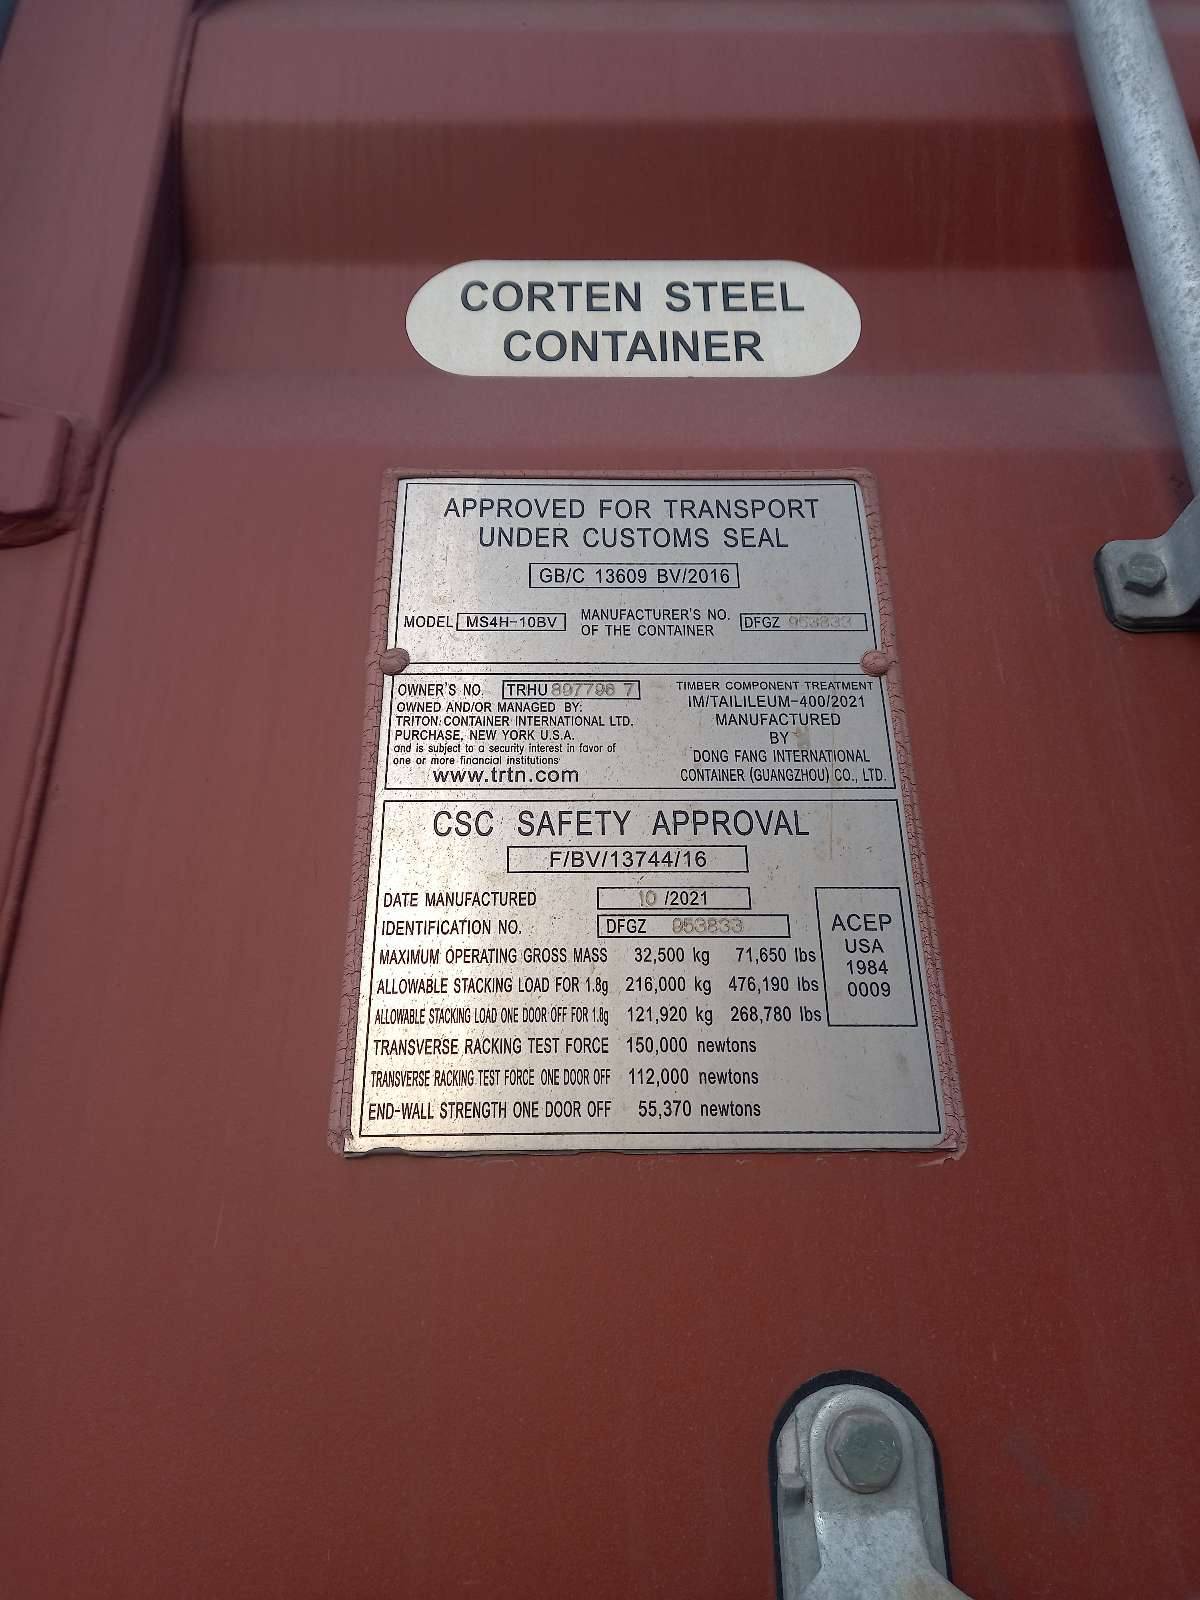 CORTEN STEEL
CONTAINER
APPROVED FOR TRANSPORT
UNDER CUSTOMS SEAL
GB/C 13609 BV/2016
MODEL MS4H-10BV MANUFACTURER'S NO. OF THE CONTAINER DFGZ 953833
OWNER'S NO. TRHU 897796 7
OWNED AND/OR MANAGED BY:
TRITON CONTAINER INTERNATIONAL LTD.
PURCHASE, NEW YORK U.S.A.
and is subject to a security interest in favor of
one or more financial institutions
www.trtn.com
TIMBER COMPONENT TREATMENT
IM/TAILILEUM-400/2021
MANUFACTURED
BY
DONG FANG INTERNATIONAL
CONTAINER (GUANGZHOU) CO., LTD.
CSC SAFETY APPROVAL
F/BV/13744/16
DATE MANUFACTURED 10 /2021
IDENTIFICATION NO. DFGZ 953833
MAXIMUM OPERATING GROSS MASS 32,500 kg 71,650 lbs
ALLOWABLE STACKING LOAD FOR 1.8g 216,000 kg 476,190 lbs
ALLOWABLE STACKING LOAD ONE DOOR OFF FOR 1.8g 121,920 kg 268,780 lbs
TRANSVERSE RACKING TEST FORCE 150,000 newtons
TRANSVERSE RACKING TEST FORCE ONE DOOR OFF 112,000 newtons
END-WALL STRENGTH ONE DOOR OFF 55,370 newtons
ACEP
USA
1984
0009